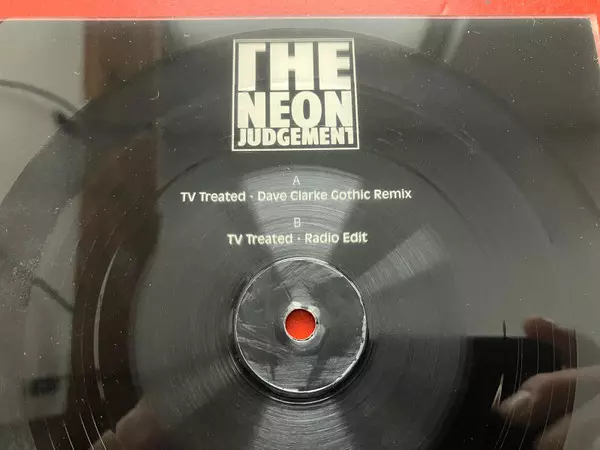 THE
NEON
JUDGEMENT
A
TV Treated · Dave Clarke Gothic Remix
B
TV Treated · Radio Edit